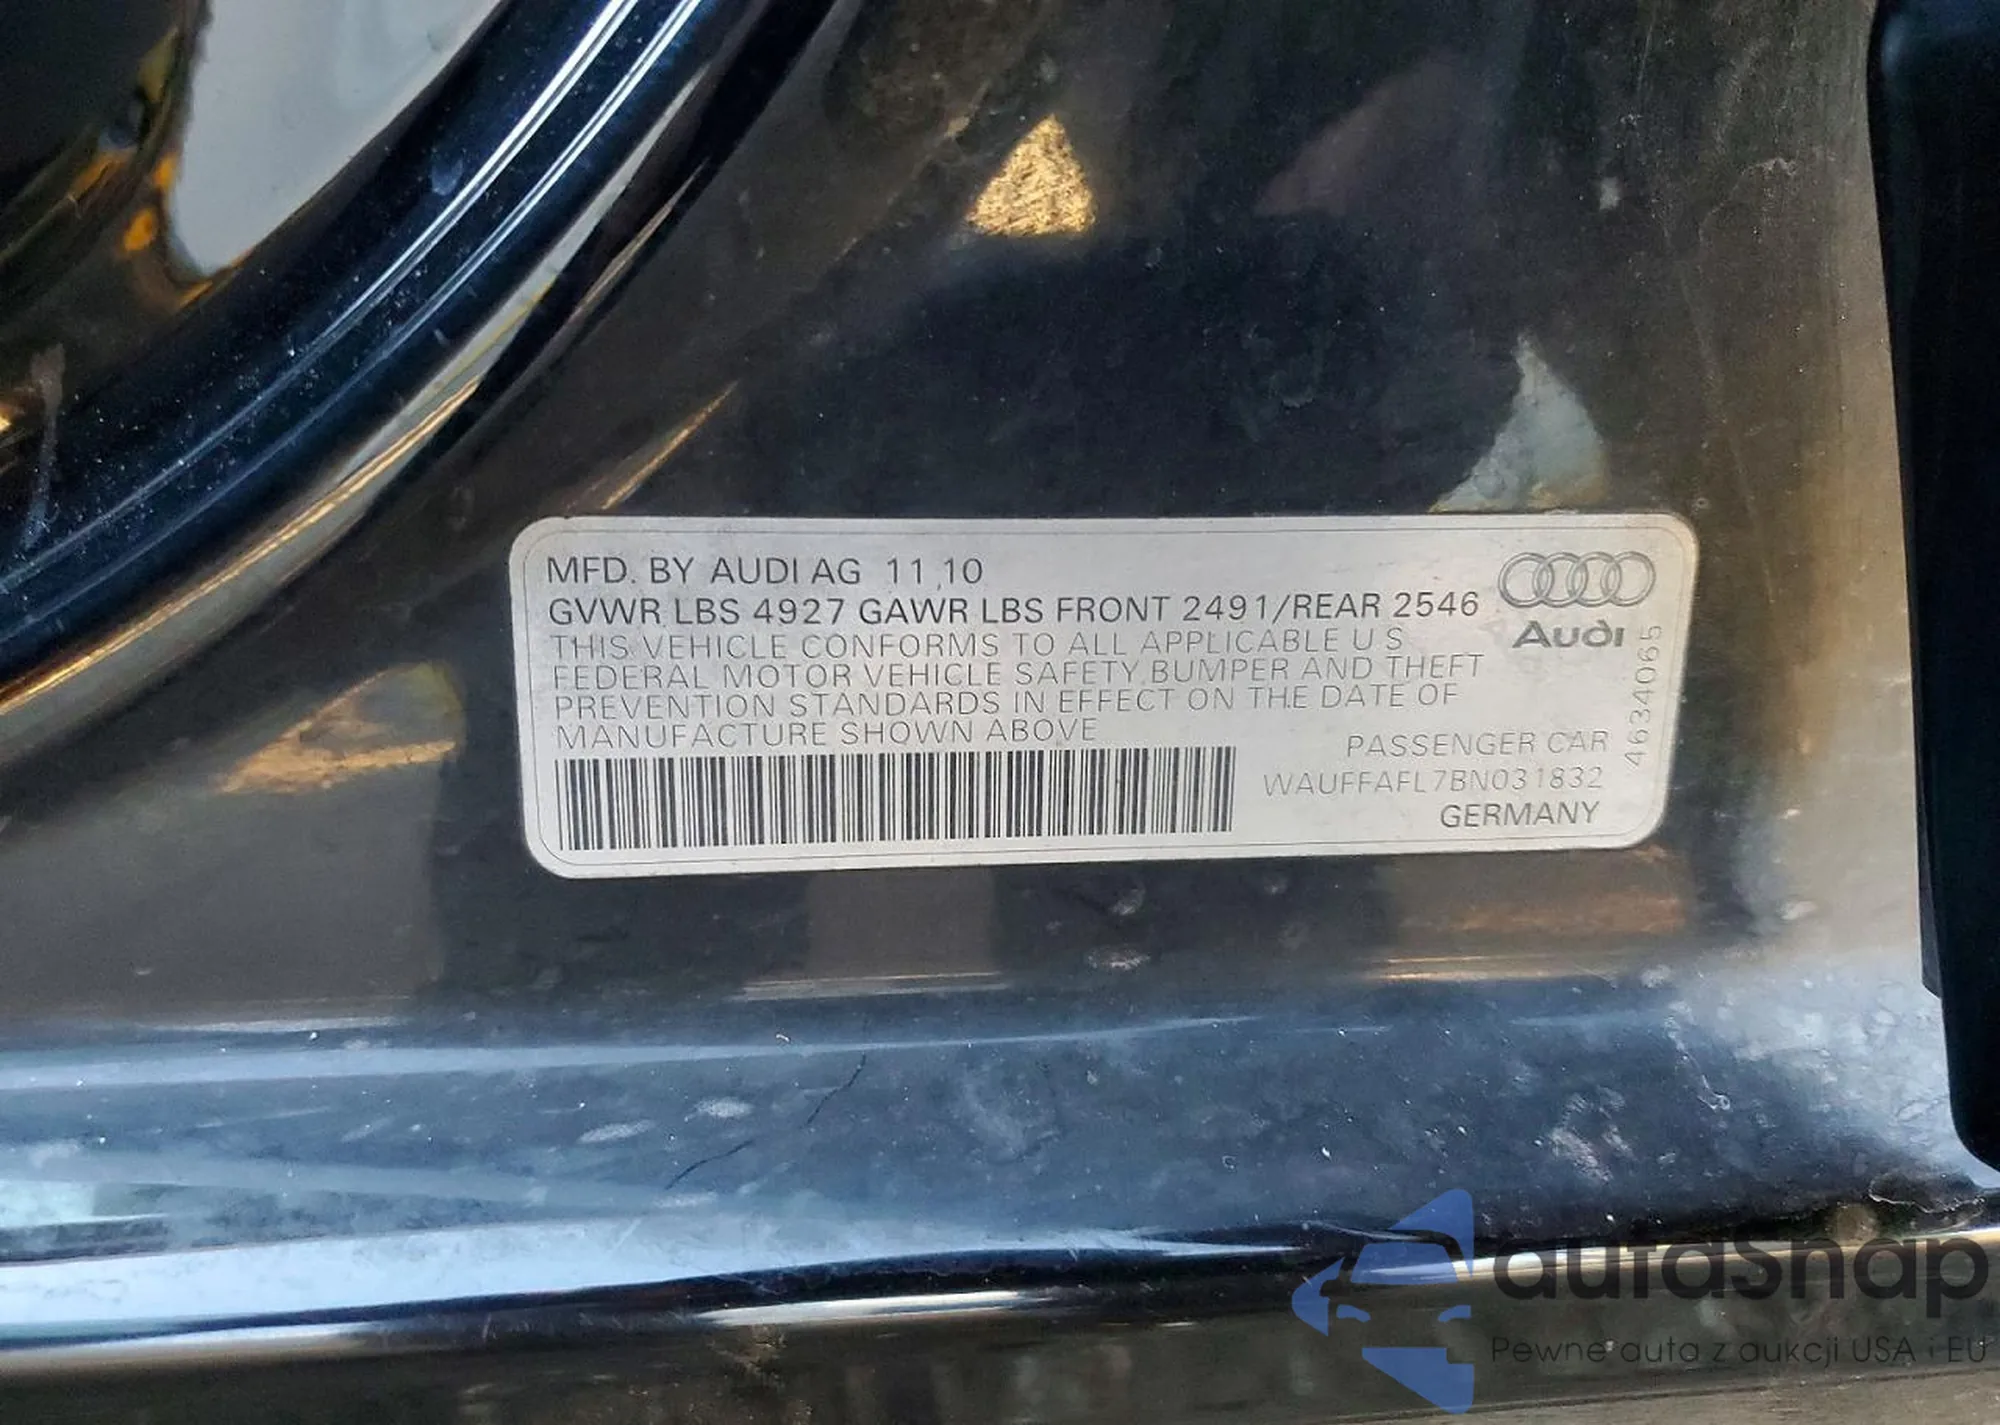 MFD. BY AUDI AG 11,10
GVWR LBS 4927 GAWR LBS FRONT 2491/REAR 2546
THIS VEHICLE CONFORMS TO ALL APPLICABLE U S
FEDERAL MOTOR VEHICLE SAFETY,BUMPER AND THEFT
PREVENTION STANDARDS IN EFFECT ON THE DATE OF
MANUFACTURE SHOWN ABOVE
Audi
4634065
PASSENGER CAR
WAUFFAFL7BN031832
GERMANY
autasnap
Pewne auta z aukcji USA i EU